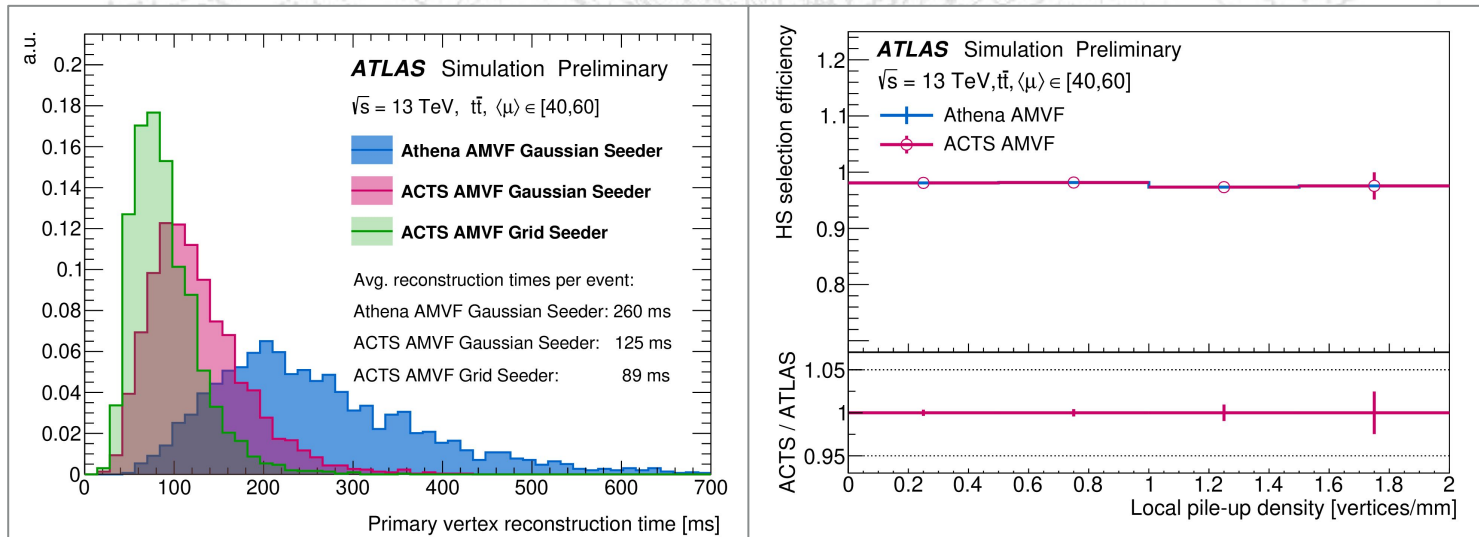 a.u.
0.2
0.18
0.16
0.14
0.12
0.1
0.08
0.06
0.04
0.02
0
ATLAS Simulation Preliminary
√s = 13 TeV, tt̄, ⟨μ⟩ ∈ [40,60]
Athena AMVF Gaussian Seeder
ACTS AMVF Gaussian Seeder
ACTS AMVF Grid Seeder
Avg. reconstruction times per event:
Athena AMVF Gaussian Seeder: 260 ms
ACTS AMVF Gaussian Seeder: 125 ms
ACTS AMVF Grid Seeder: 89 ms
0 100 200 300 400 500 600 700
Primary vertex reconstruction time [ms]
HS selection efficiency
1.2
1.1
1
0.9
0.8
ATLAS Simulation Preliminary
√s = 13 TeV,tt̄, ⟨μ⟩ ∈ [40,60]
Athena AMVF
ACTS AMVF
ACTS / ATLAS
1.05
1
0.95
0 0.2 0.4 0.6 0.8 1 1.2 1.4 1.6 1.8 2
Local pile-up density [vertices/mm]